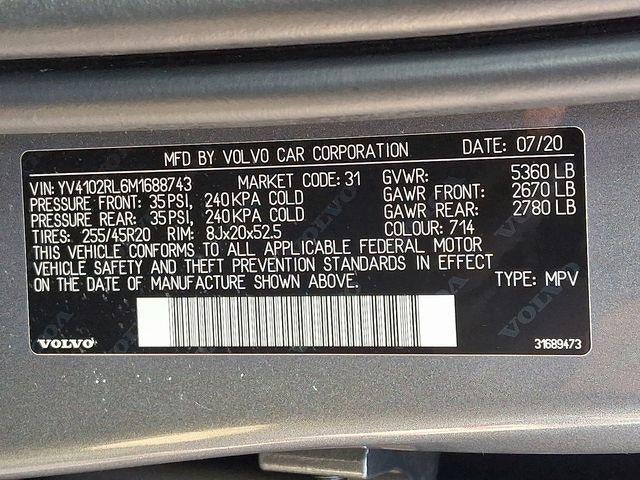 MFD BY VOLVO CAR CORPORATION DATE: 07/20
VIN: YV4102RL6M1688743 MARKET CODE: 31 GVWR: 5360 LB
PRESSURE FRONT: 35PSI, 240KPA COLD GAWR FRONT: 2670 LB
PRESSURE REAR: 35PSI, 240KPA COLD GAWR REAR: 2780 LB
TIRES: 255/45R20 RIM: 8Jx20x52.5 COLOUR: 714
THIS VEHICLE CONFORMS TO ALL APPLICABLE FEDERAL MOTOR
VEHICLE SAFETY AND THEFT PREVENTION STANDARDS IN EFFECT
ON THE DATE OF MANUFACTURE SHOWN ABOVE. TYPE: MPV
VOLVO 31689473